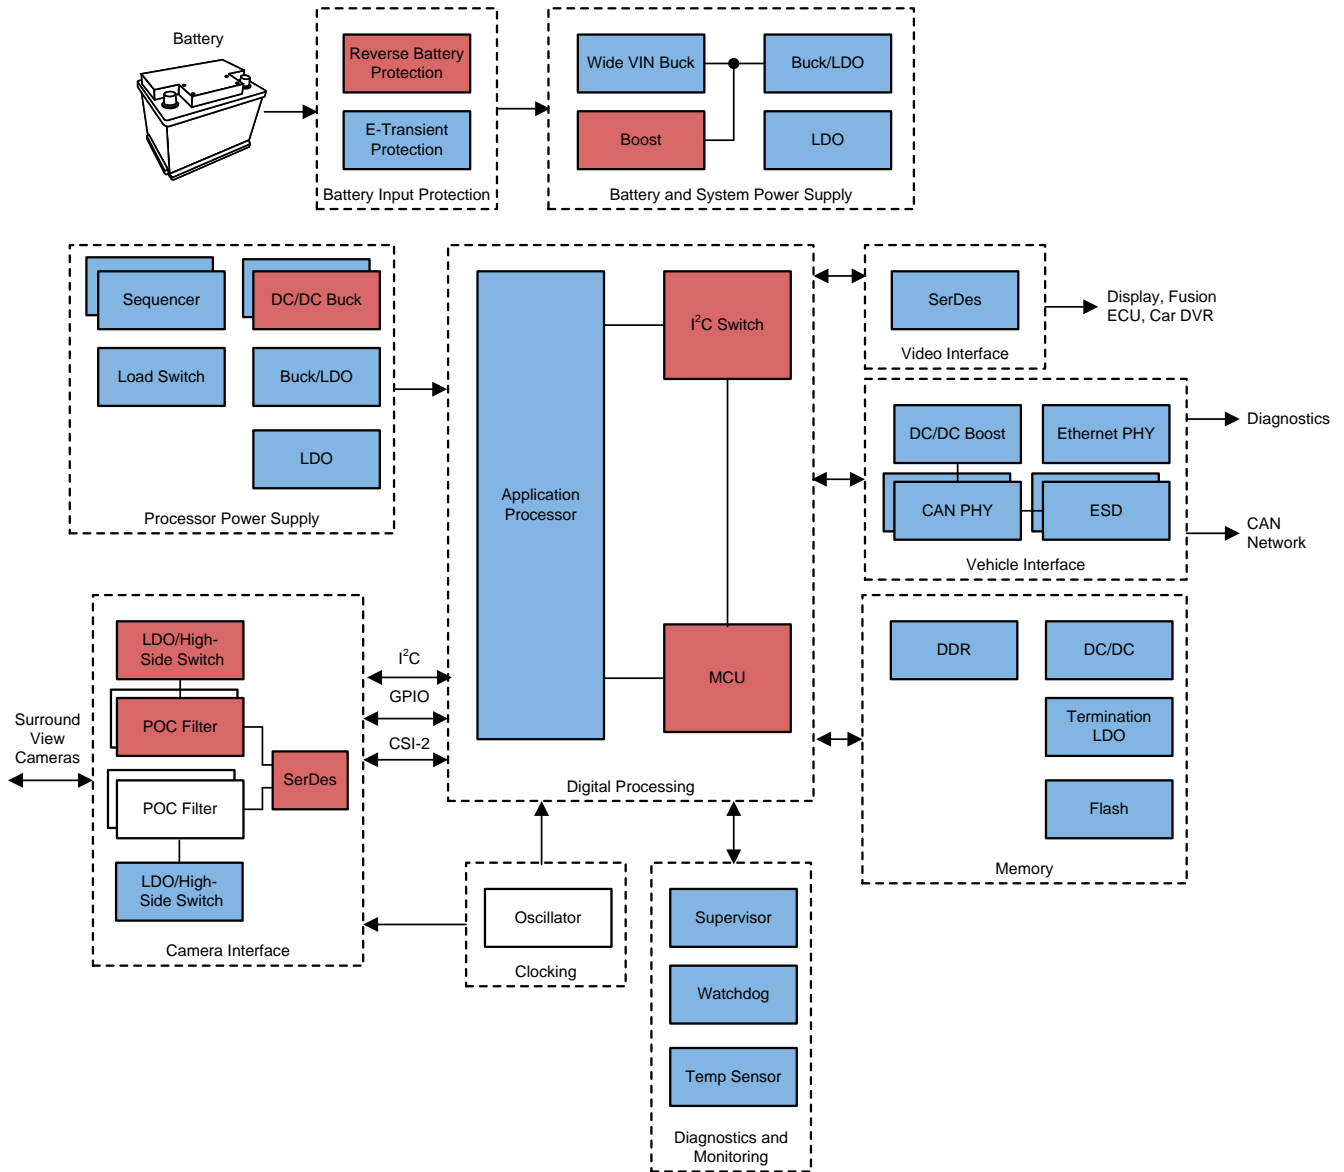 Battery
Reverse Battery
Protection
E-Transient
Protection
Battery Input Protection
Wide VIN Buck
Buck/LDO
Boost
LDO
Battery and System Power Supply
Sequencer
DC/DC Buck
Load Switch
Buck/LDO
LDO
Processor Power Supply
Application
Processor
I²C Switch
MCU
Digital Processing
SerDes
Video Interface
Display, Fusion
ECU, Car DVR
DC/DC Boost
Ethernet PHY
CAN PHY
ESD
Vehicle Interface
Diagnostics
CAN
Network
LDO/High-
Side Switch
POC Filter
SerDes
POC Filter
LDO/High-
Side Switch
Camera Interface
Surround
View
Cameras
I²C
GPIO
CSI-2
DDR
DC/DC
Termination
LDO
Flash
Memory
Oscillator
Clocking
Supervisor
Watchdog
Temp Sensor
Diagnostics and
Monitoring